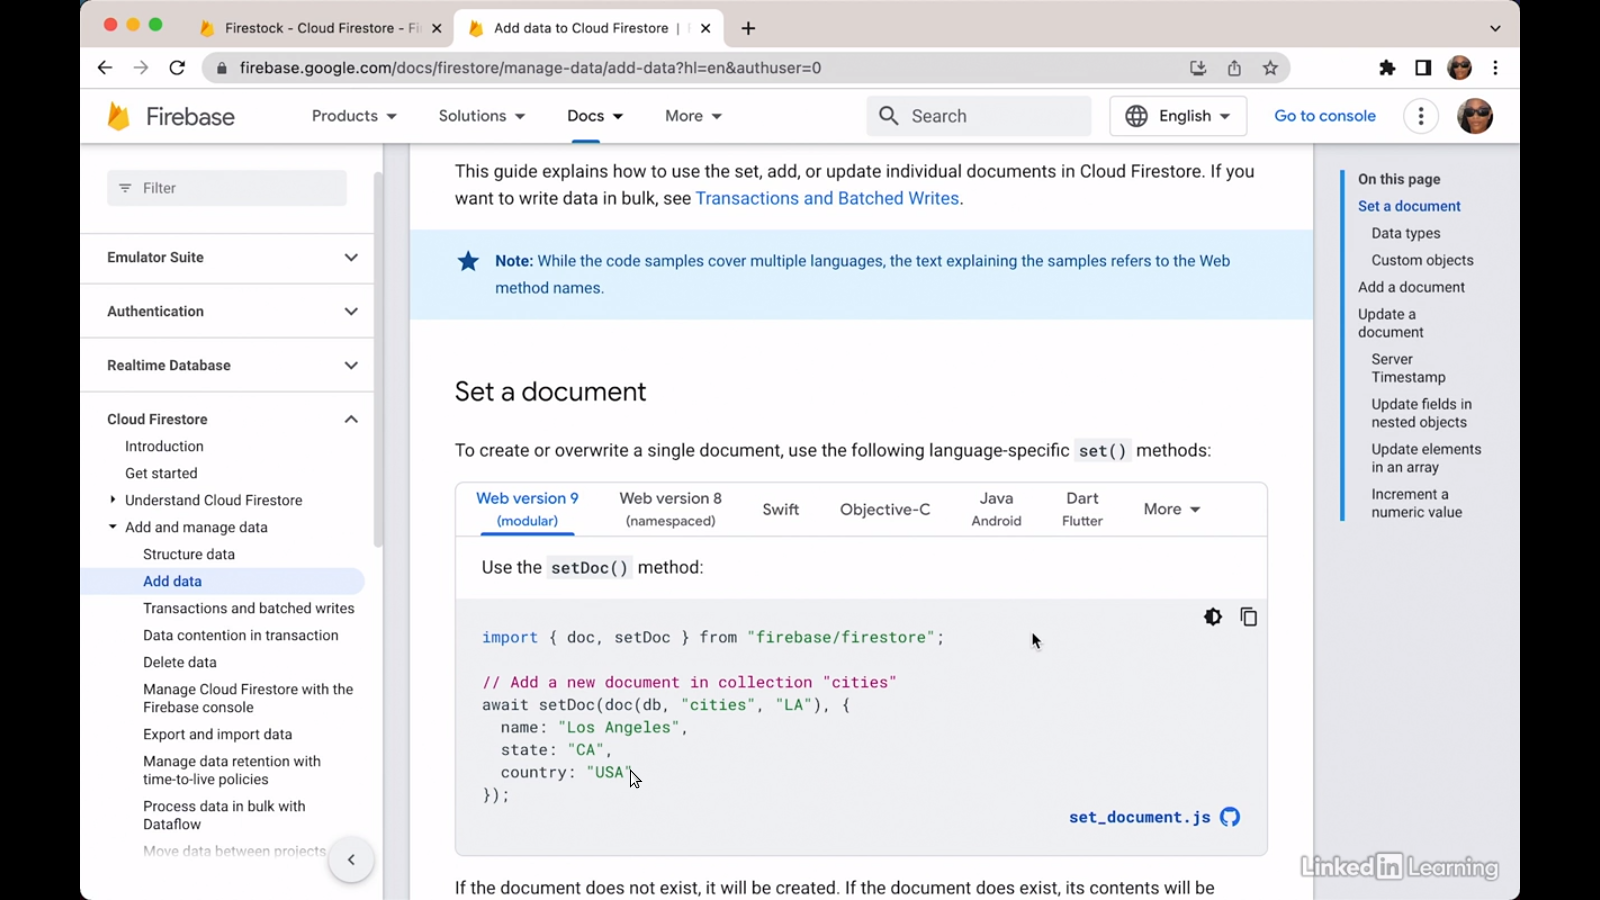 Firestock - Cloud Firestore - Fi
Add data to Cloud Firestore |
firebase.google.com/docs/firestore/manage-data/add-data?hl=en&authuser=0
Firebase
Products
Solutions
Docs
More
Search
English
Go to console
Filter
Emulator Suite
Authentication
Realtime Database
Cloud Firestore
Introduction
Get started
Understand Cloud Firestore
Add and manage data
Structure data
Add data
Transactions and batched writes
Data contention in transaction
Delete data
Manage Cloud Firestore with the
Firebase console
Export and import data
Manage data retention with
time-to-live policies
Process data in bulk with
Dataflow
Move data between projects
This guide explains how to use the set, add, or update individual documents in Cloud Firestore. If you
want to write data in bulk, see Transactions and Batched Writes.
Note: While the code samples cover multiple languages, the text explaining the samples refers to the Web
method names.
Set a document
To create or overwrite a single document, use the following language-specific set() methods:
Web version 9
(modular)
Web version 8
(namespaced)
Swift
Objective-C
Java
Android
Dart
Flutter
More
Use the setDoc() method:
import { doc, setDoc } from "firebase/firestore";
// Add a new document in collection "cities"
await setDoc(doc(db, "cities", "LA"), {
name: "Los Angeles",
state: "CA",
country: "USA"
});
set_document.js
If the document does not exist, it will be created. If the document does exist, its contents will be
On this page
Set a document
Data types
Custom objects
Add a document
Update a
document
Server
Timestamp
Update fields in
nested objects
Update elements
in an array
Increment a
numeric value
Linked in Learning